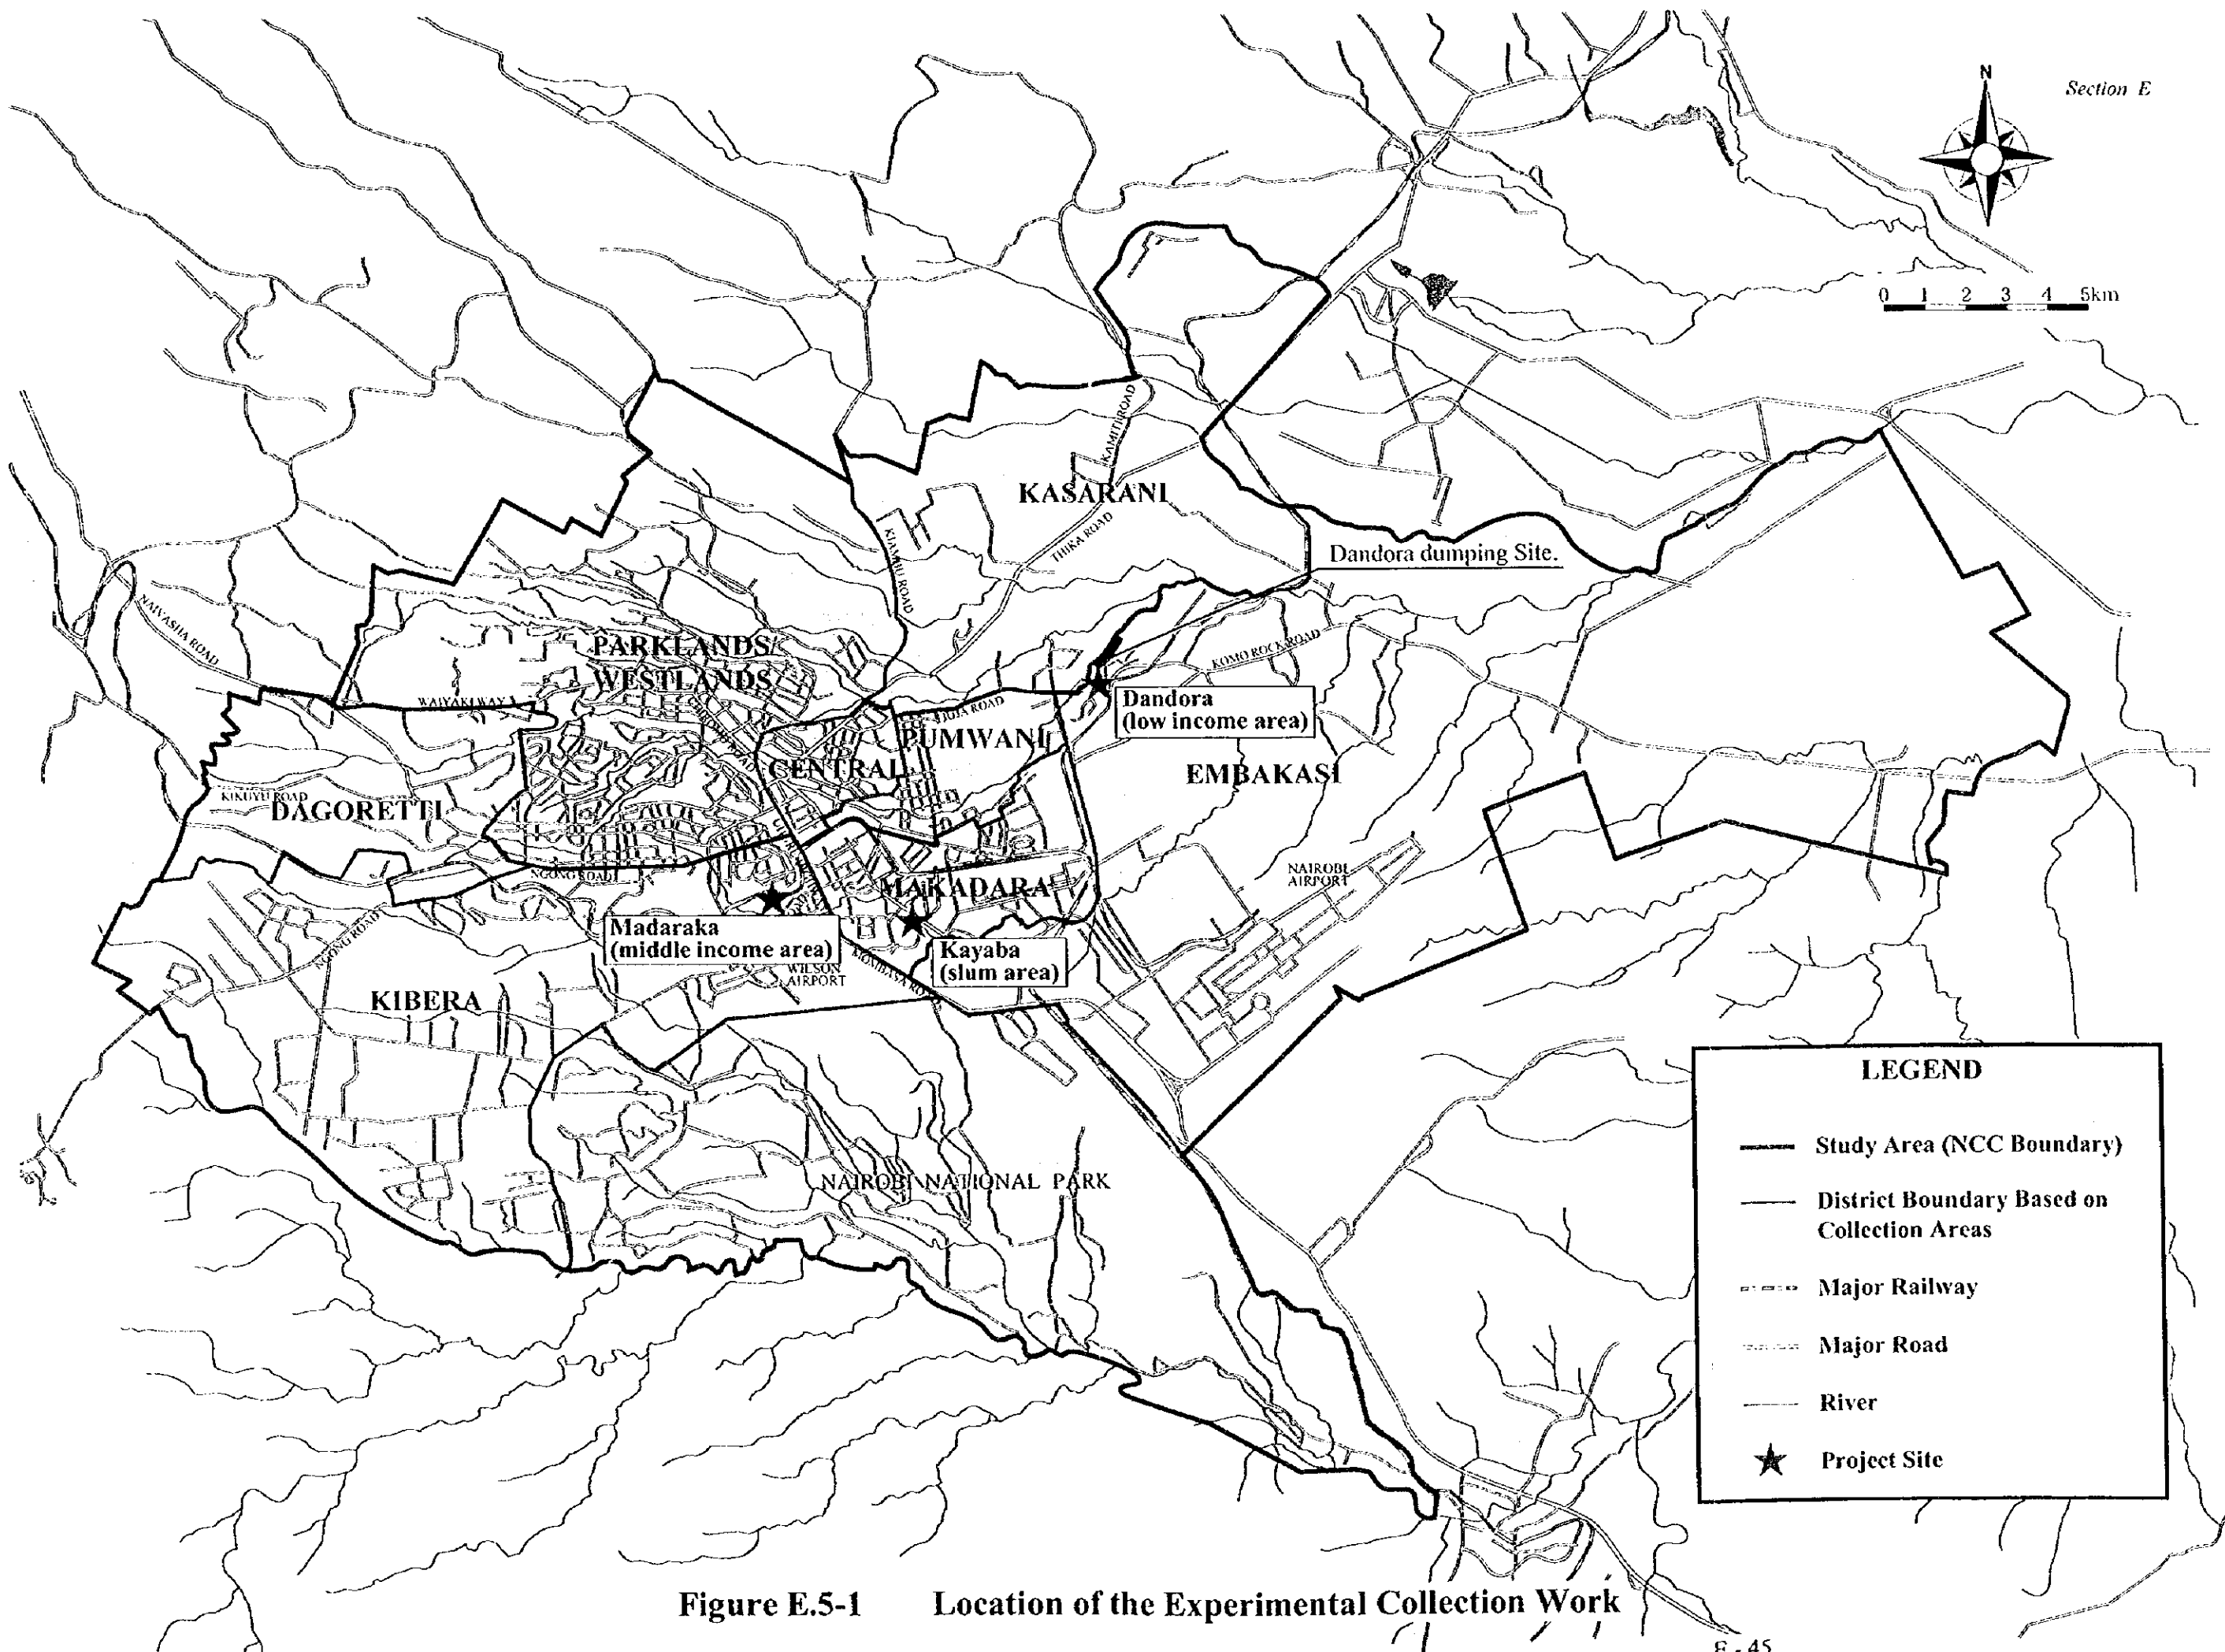 Section E
N
0 1 2 3 4 5km
KAMITI ROAD
KASARANI
THIKA ROAD
KIAMBU ROAD
Dandora dumping Site.
NAIVASHA ROAD
PARKLANDS/
WESTLANDS
KOMO ROCK ROAD
WAIYAKI WAY
Dandora
(low income area)
JUJA ROAD
PUMWANI
CENTRAL
EMBAKASI
KIKUYU ROAD
DAGORETTI
NGONG ROAD
MAKADARA
NAIROBI
AIRPORT
Madaraka
(middle income area)
Kayaba
(slum area)
NGONG ROAD
WILSON
AIRPORT
MOMBASA ROAD
KIBERA
NAIROBI NATIONAL PARK
LEGEND
Study Area (NCC Boundary)
District Boundary Based on
Collection Areas
Major Railway
Major Road
River
Project Site
Figure E.5-1 Location of the Experimental Collection Work
E - 45